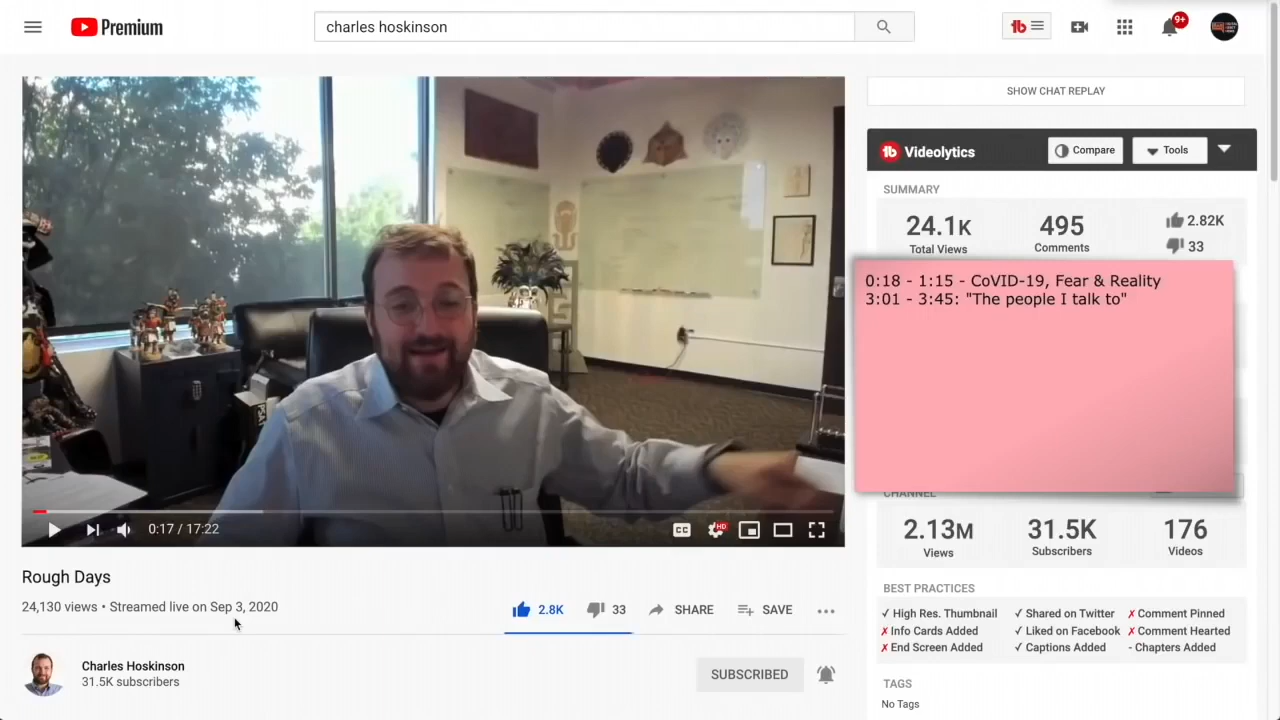 Premium
charles hoskinson
9+
SHOW CHAT REPLAY
Videolytics
Compare
Tools
SUMMARY
24.1K
Total Views
495
Comments
2.82K
33
0:18 - 1:15 - CoVID-19, Fear & Reality
3:01 - 3:45: "The people I talk to"
0:17 / 17:22
CC
HD
CHANNEL
2.13M
Views
31.5K
Subscribers
176
Videos
Rough Days
24,130 views • Streamed live on Sep 3, 2020
2.8K
33
SHARE
SAVE
BEST PRACTICES
✓ High Res. Thumbnail ✓ Shared on Twitter ✗ Comment Pinned
✗ Info Cards Added ✓ Liked on Facebook ✗ Comment Hearted
✗ End Screen Added ✓ Captions Added - Chapters Added
Charles Hoskinson
31.5K subscribers
SUBSCRIBED
TAGS
No Tags